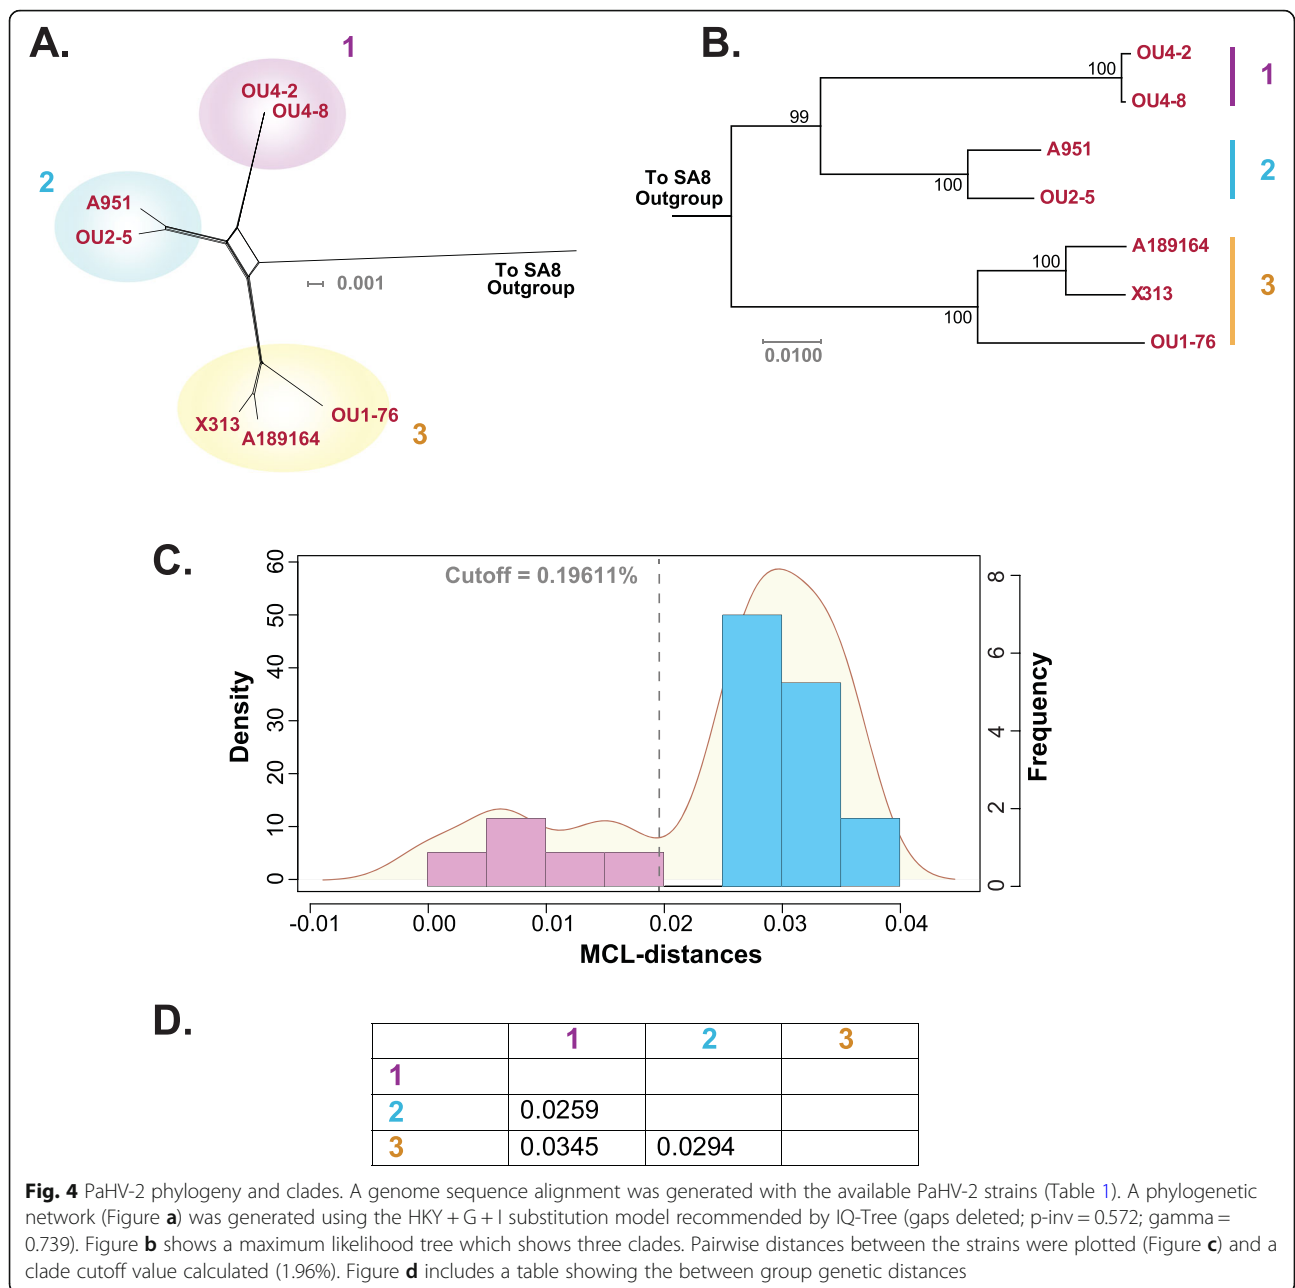 A.
1
OU4-2
OU4-8
2
A951
OU2-5
To SA8
Outgroup
0.001
X313
A189164
OU1-76
3
B.
OU4-2
100
OU4-8
1
99
A951
100
OU2-5
2
To SA8
Outgroup
A189164
100
X313
100
OU1-76
3
0.0100
C.
Cutoff = 0.19611%
Density
60
50
40
30
20
10
0
Frequency
8
6
4
2
0
-0.01 0.00 0.01 0.02 0.03 0.04
MCL-distances
D.
1 2 3
1
2 0.0259
3 0.0345 0.0294
Fig. 4 PaHV-2 phylogeny and clades. A genome sequence alignment was generated with the available PaHV-2 strains (Table 1). A phylogenetic
network (Figure a) was generated using the HKY + G + I substitution model recommended by IQ-Tree (gaps deleted; p-inv = 0.572; gamma =
0.739). Figure b shows a maximum likelihood tree which shows three clades. Pairwise distances between the strains were plotted (Figure c) and a
clade cutoff value calculated (1.96%). Figure d includes a table showing the between group genetic distances